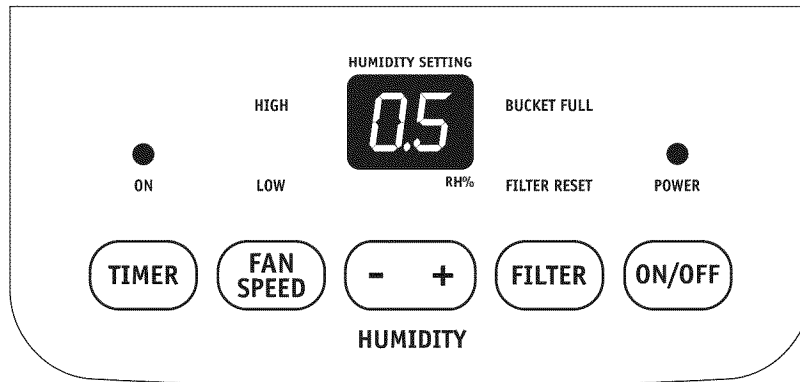 HUMIDITY SETTING
HIGH 0.5 BUCKET FULL
ON LOW RH% FILTER RESET POWER
TIMER FAN SPEED - + FILTER ON/OFF
HUMIDITY